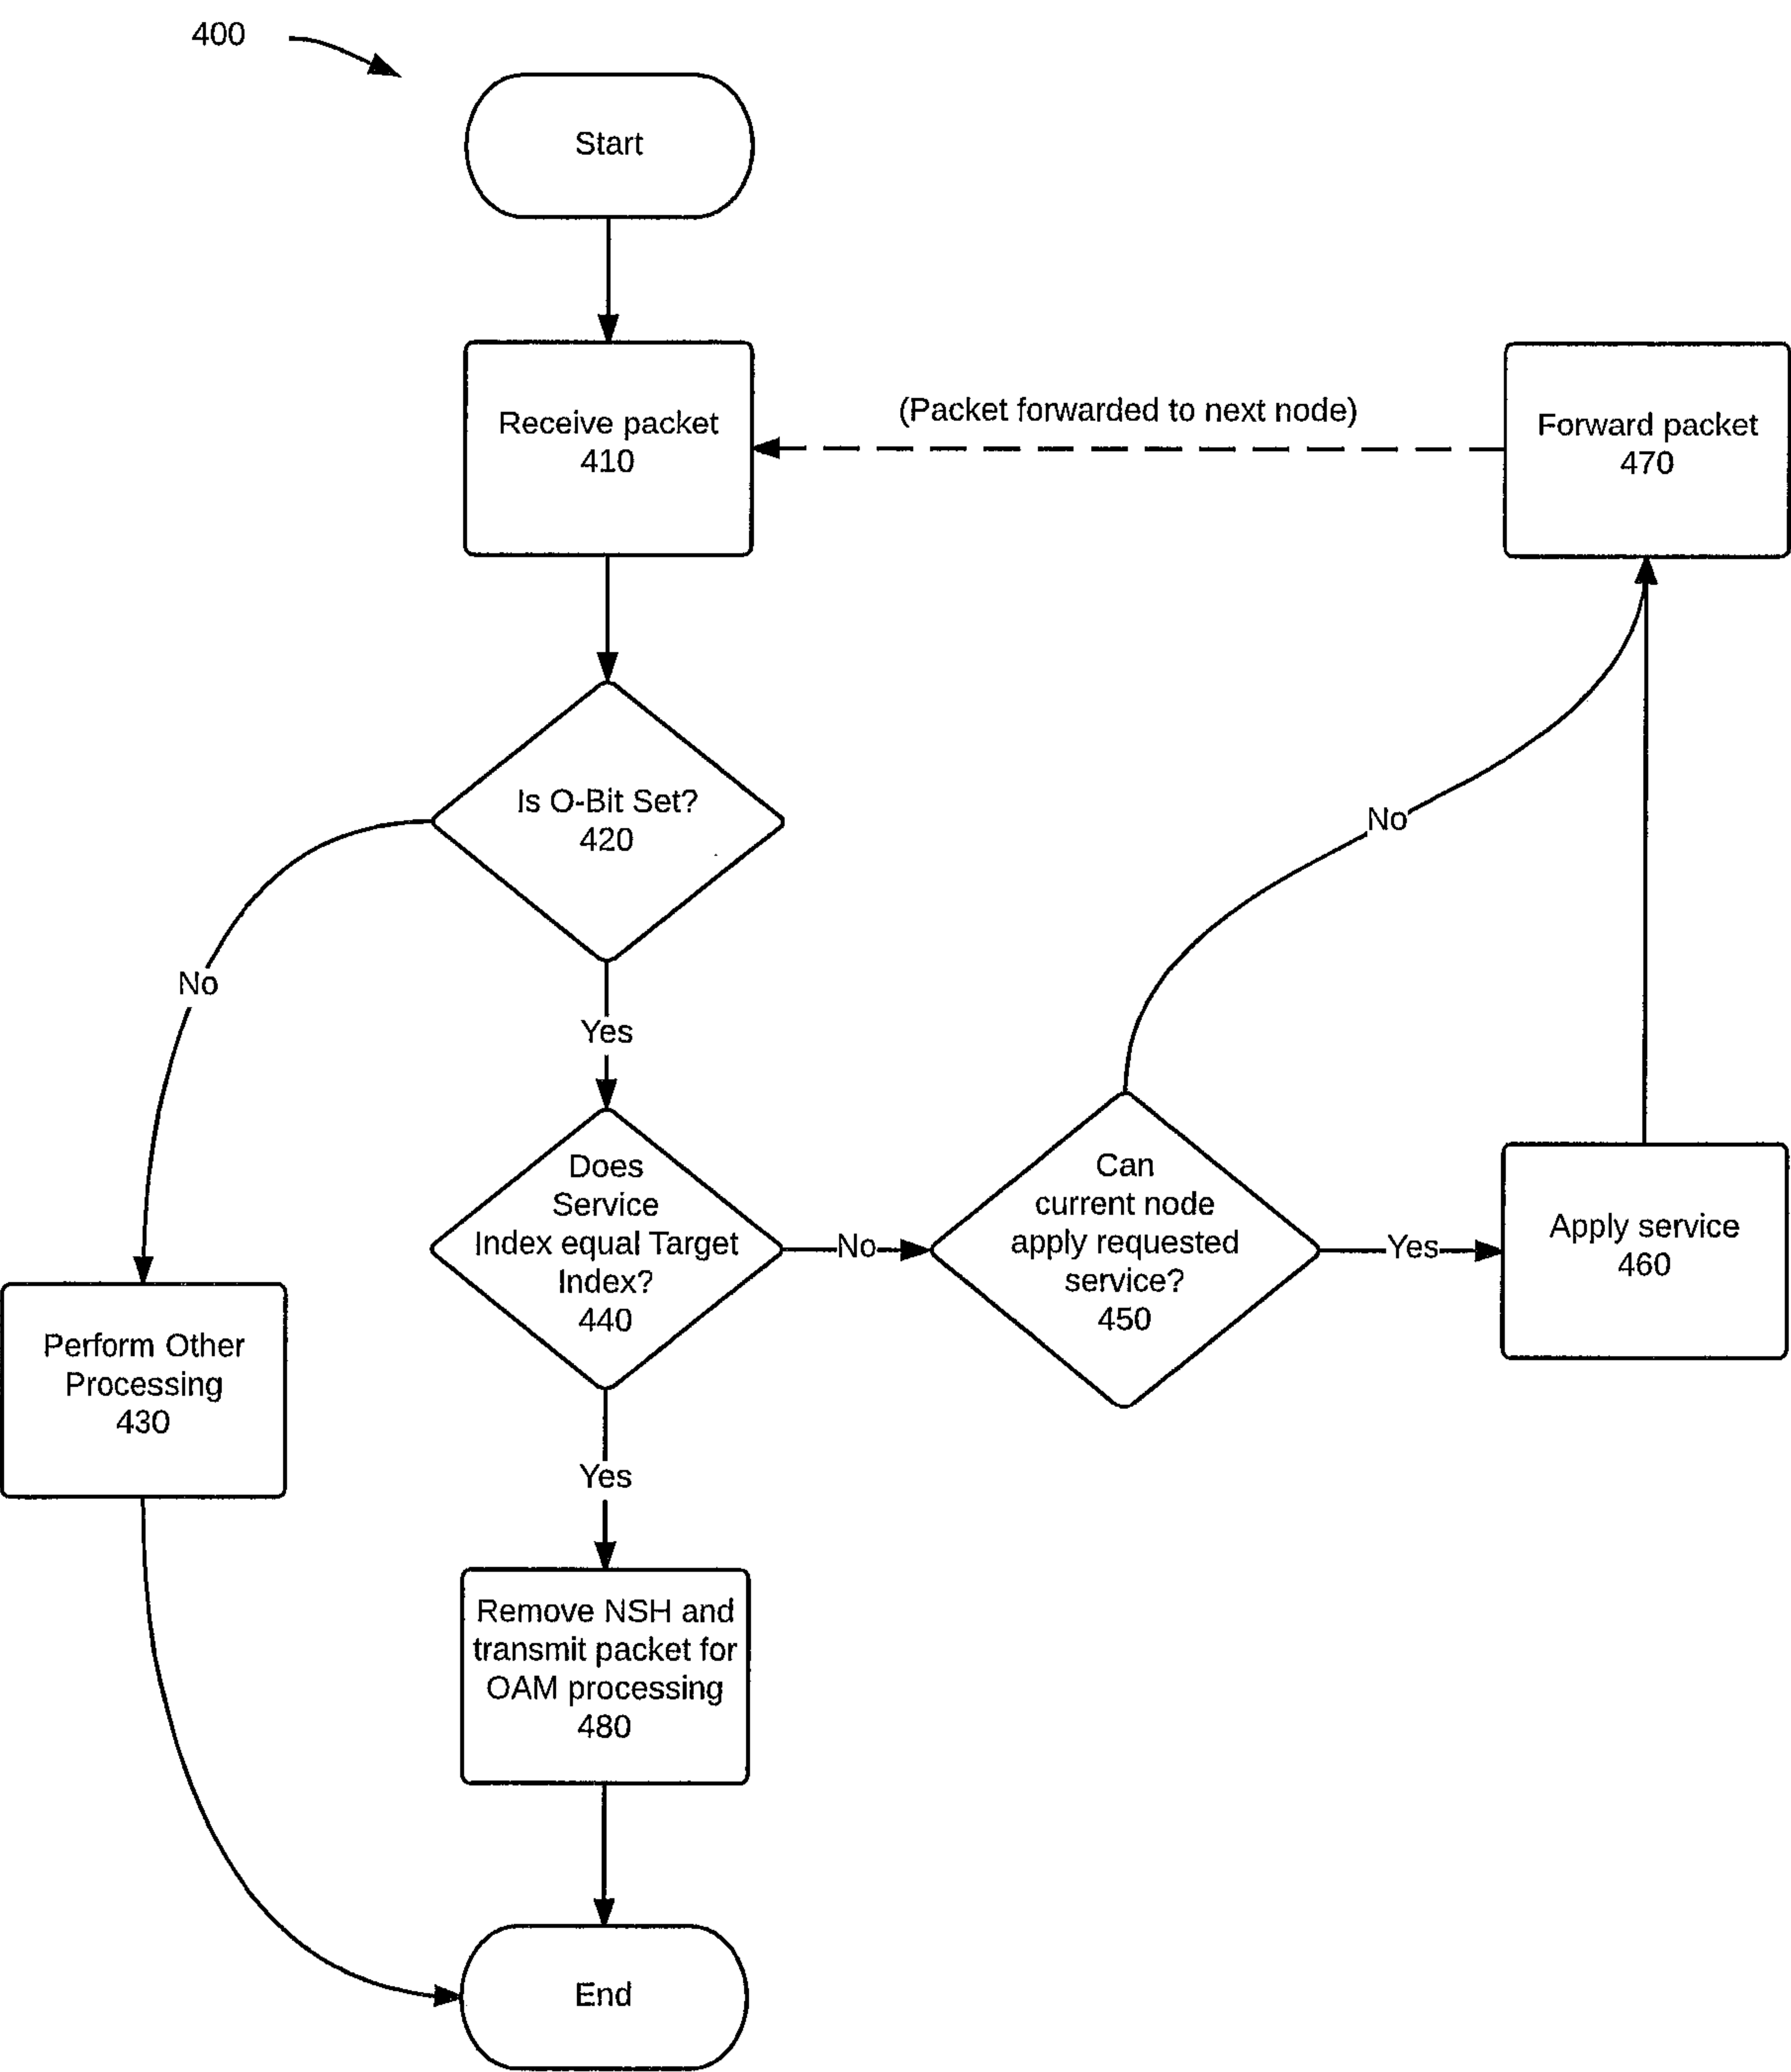 400
Start
Receive packet
410
(Packet forwarded to next node)
Forward packet
470
Is O-Bit Set?
420
No
No
Yes
Does
Service
Index equal Target
Index?
440
No
Can
current node
apply requested
service?
450
Yes
Apply service
460
Perform Other
Processing
430
Yes
Remove NSH and
transmit packet for
OAM processing
480
End